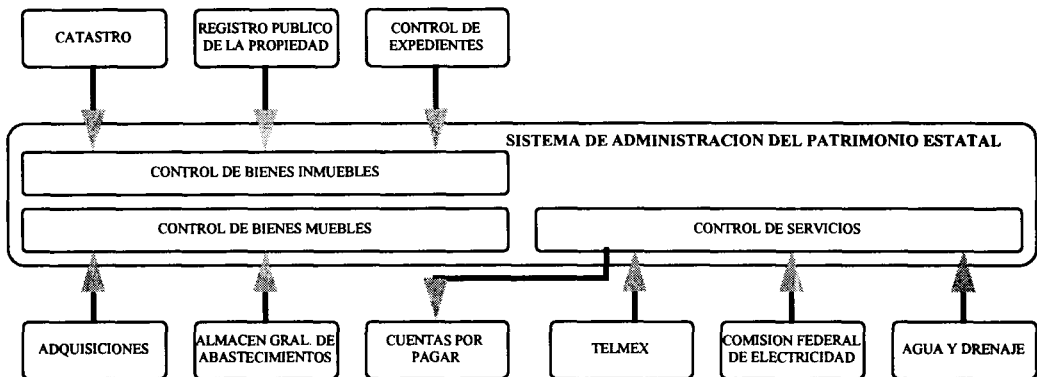 CATASTRO
REGISTRO PUBLICO
DE LA PROPIEDAD
CONTROL DE
EXPEDIENTES
SISTEMA DE ADMINISTRACION DEL PATRIMONIO ESTATAL
CONTROL DE BIENES INMUEBLES
CONTROL DE BIENES MUEBLES
CONTROL DE SERVICIOS
ADQUISICIONES
ALMACEN GRAL. DE
ABASTECIMIENTOS
CUENTAS POR
PAGAR
TELMEX
COMISION FEDERAL
DE ELECTRICIDAD
AGUA Y DRENAJE